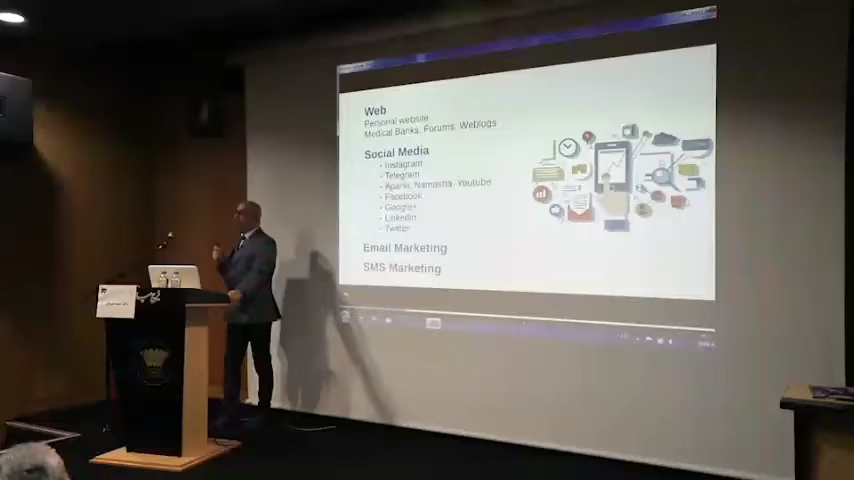 Web
Personal website
Medical Banks, Forums, Weblogs
Social Media
- Instagram
- Telegram
- Aparat, Namasha, Youtube
- Facebook
- Google+
- Linkedin
- Twitter
Email Marketing
SMS Marketing